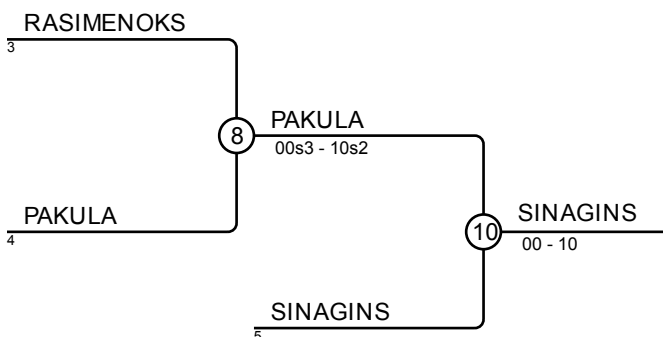 RASIMENOKS
3
8
PAKULA
00s3 - 10s2
PAKULA
4
10
SINAGINS
00 - 10
SINAGINS
5